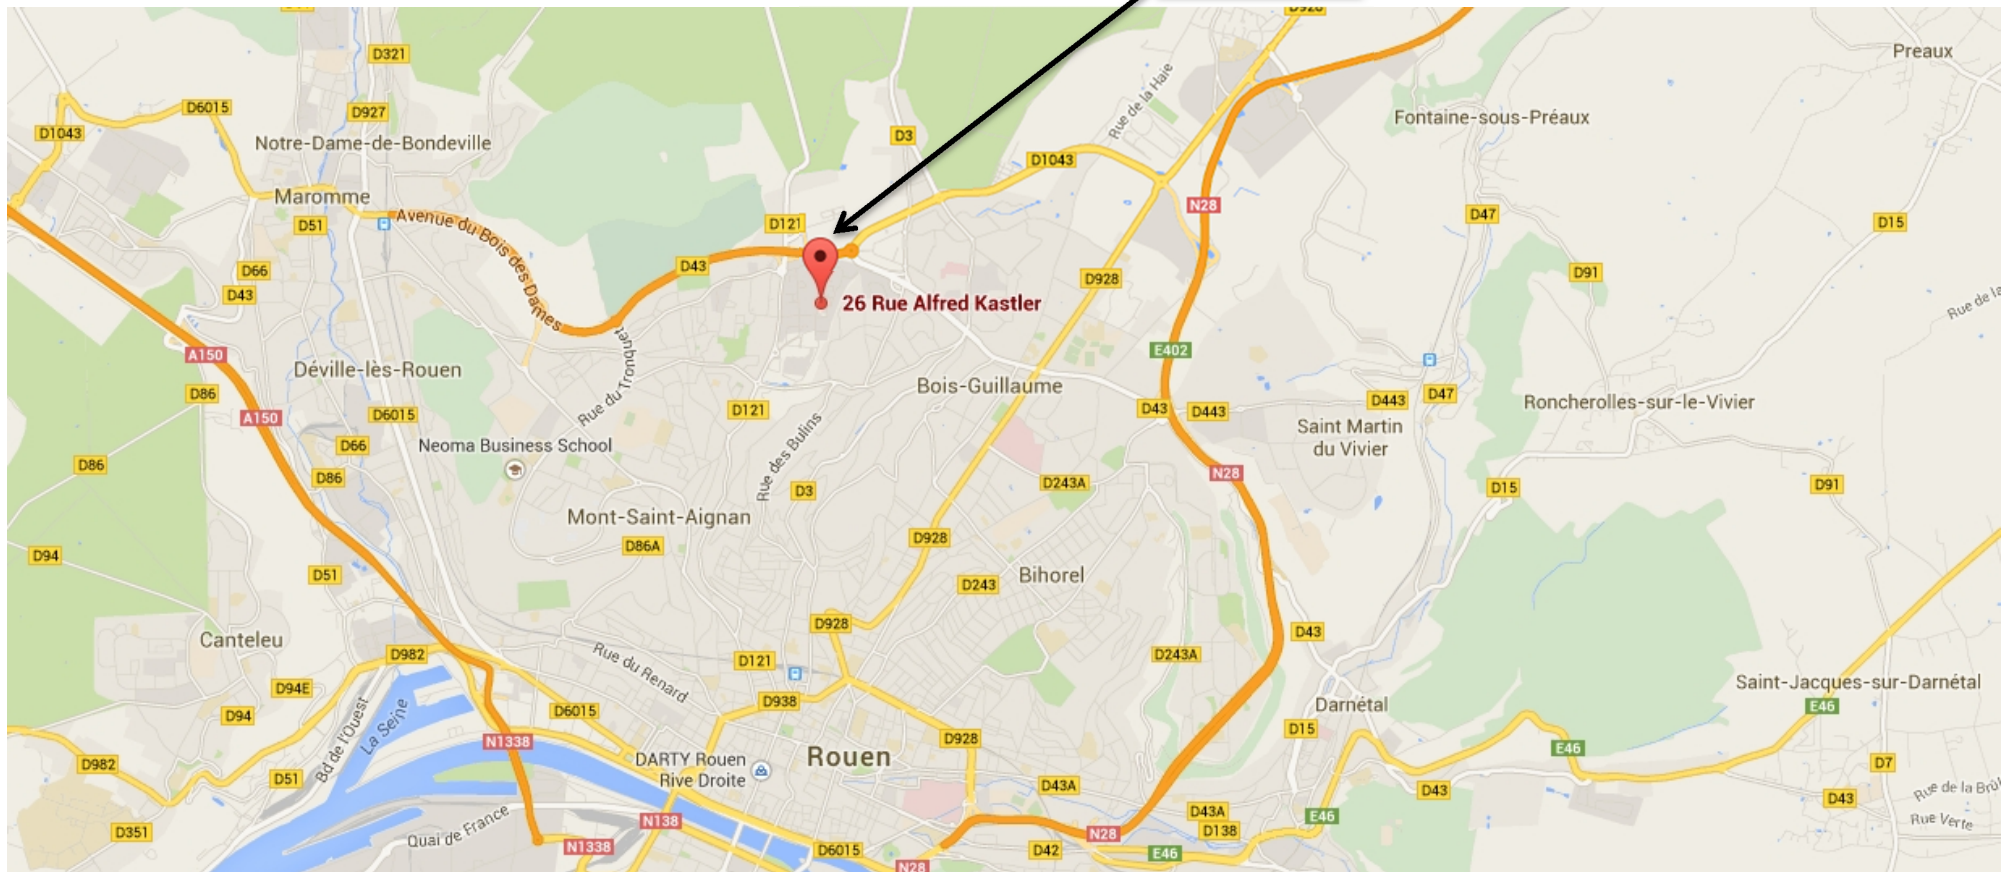 D928
D321
Preaux
D6015
D927
Rue de la Haie
Fontaine-sous-Préaux
D1043
Notre-Dame-de-Bondeville
D3
D1043
Maromme
N28
D47
D51
Avenue du Bois des Dames
D121
D15
D66
D43
D43
D928
D91
26 Rue Alfred Kastler
A150
E402
Déville-lès-Rouen
Bois-Guillaume
D86
A150
D6015
Rue du Tronquet
D121
D43
D443
D443
D47
Roncherolles-sur-le-Vivier
D66
Neoma Business School
Rue des Bulins
Saint Martin
du Vivier
D86
D86
D3
D243A
N28
D15
D91
Mont-Saint-Aignan
D86A
D928
D94
D51
D243
Bihorel
Canteleu
D928
D43
D982
Rue du Renard
D121
D243A
Saint-Jacques-sur-Darnétal
D94E
D94
D938
D6015
Darnétal
E46
Bd de l'Ouest
La Seine
N1338
D928
D15
E46
D982
D51
DARTY Rouen
Rive Droite
Rouen
D43A
D43
D7
D43
Rue de la
Rue de la Brûl
Rue Verte
D351
Quai de France
N138
N1338
D6015
N28
D42
N28
D43A
D138
E46
E46